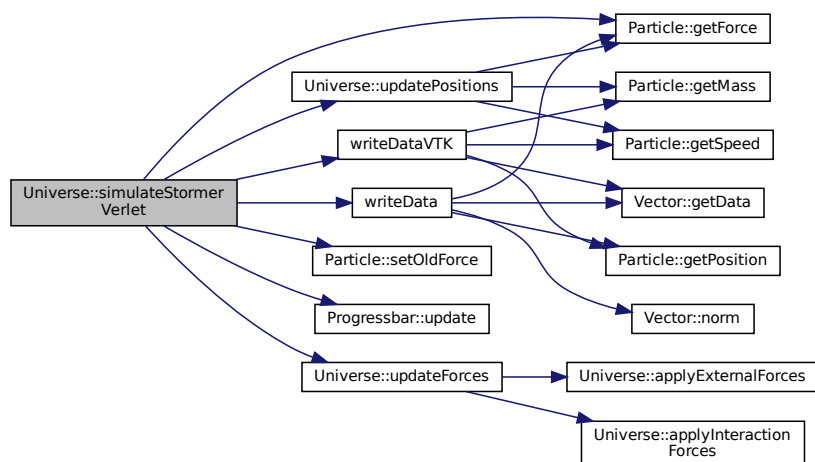 Universe::simulateStormer
Verlet
Universe::updatePositions
writeDataVTK
writeData
Particle::setOldForce
Progressbar::update
Universe::updateForces
Particle::getForce
Particle::getMass
Particle::getSpeed
Vector::getData
Particle::getPosition
Vector::norm
Universe::applyExternalForces
Universe::applyInteraction
Forces